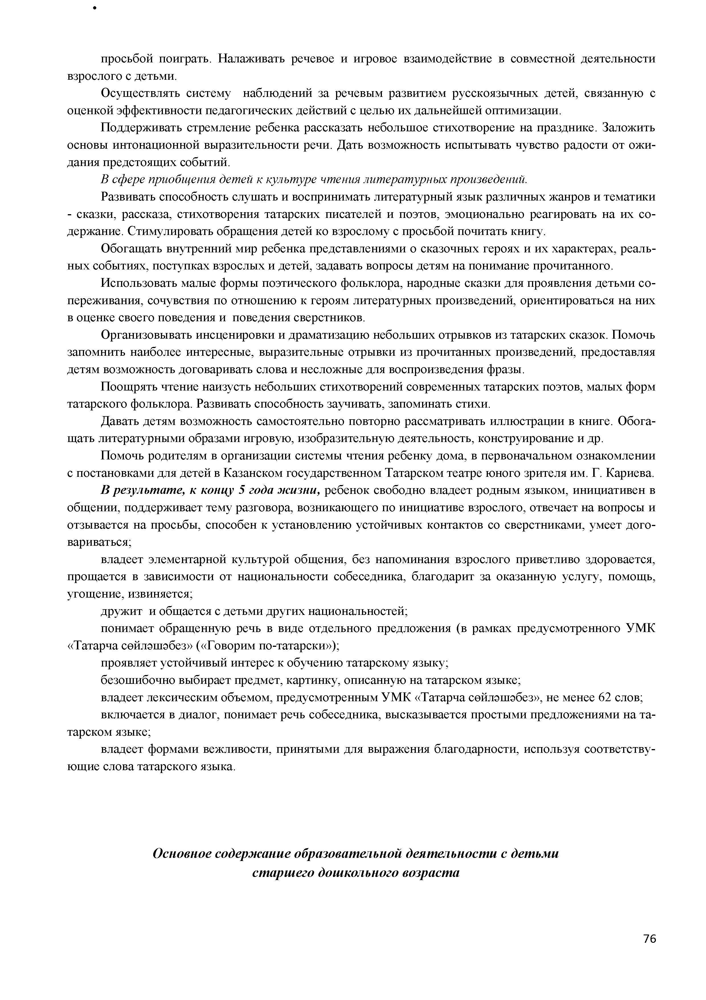 •
просьбой поиграть. Налаживать речевое и игровое взаимодействие в совместной деятельности
взрослого с детьми.
Осуществлять систему наблюдений за речевым развитием русскоязычных детей, связанную с
оценкой эффективности педагогических действий с целью их дальнейшей оптимизации.
Поддерживать стремление ребенка рассказать небольшое стихотворение на празднике. Заложить
основы интонационной выразительности речи. Дать возможность испытывать чувство радости от ожи-
дания предстоящих событий.
В сфере приобщения детей к культуре чтения литературных произведений.
Развивать способность слушать и воспринимать литературный язык различных жанров и тематики
- сказки, рассказа, стихотворения татарских писателей и поэтов, эмоционально реагировать на их со-
держание. Стимулировать обращения детей ко взрослому с просьбой почитать книгу.
Обогащать внутренний мир ребенка представлениями о сказочных героях и их характерах, реаль-
ных событиях, поступках взрослых и детей, задавать вопросы детям на понимание прочитанного.
Использовать малые формы поэтического фольклора, народные сказки для проявления детьми со-
переживания, сочувствия по отношению к героям литературных произведений, ориентироваться на них
в оценке своего поведения и поведения сверстников.
Организовывать инсценировки и драматизацию небольших отрывков из татарских сказок. Помочь
запомнить наиболее интересные, выразительные отрывки из прочитанных произведений, предоставляя
детям возможность договаривать слова и несложные для воспроизведения фразы.
Поощрять чтение наизусть небольших стихотворений современных татарских поэтов, малых форм
татарского фольклора. Развивать способность заучивать, запоминать стихи.
Давать детям возможность самостоятельно повторно рассматривать иллюстрации в книге. Обога-
щать литературными образами игровую, изобразительную деятельность, конструирование и др.
Помочь родителям в организации системы чтения ребенку дома, в первоначальном ознакомлении
с постановками для детей в Казанском государственном Татарском театре юного зрителя им. Г. Кариева.
В результате, к концу 5 года жизни, ребенок свободно владеет родным языком, инициативен в
общении, поддерживает тему разговора, возникающего по инициативе взрослого, отвечает на вопросы и
отзывается на просьбы, способен к установлению устойчивых контактов со сверстниками, умеет дого-
вариваться;
владеет элементарной культурой общения, без напоминания взрослого приветливо здоровается,
прощается в зависимости от национальности собеседника, благодарит за оказанную услугу, помощь,
угощение, извиняется;
дружит и общается с детьми других национальностей;
понимает обращенную речь в виде отдельного предложения (в рамках предусмотренного УМК
«Татарча сөйләшәбез» («Говорим по-татарски»);
проявляет устойчивый интерес к обучению татарскому языку;
безошибочно выбирает предмет, картинку, описанную на татарском языке;
владеет лексическим объемом, предусмотренным УМК «Татарча сөйләшәбез», не менее 62 слов;
включается в диалог, понимает речь собеседника, высказывается простыми предложениями на та-
тарском языке;
владеет формами вежливости, принятыми для выражения благодарности, используя соответству-
ющие слова татарского языка.
Основное содержание образовательной деятельности с детьми
старшего дошкольного возраста
76